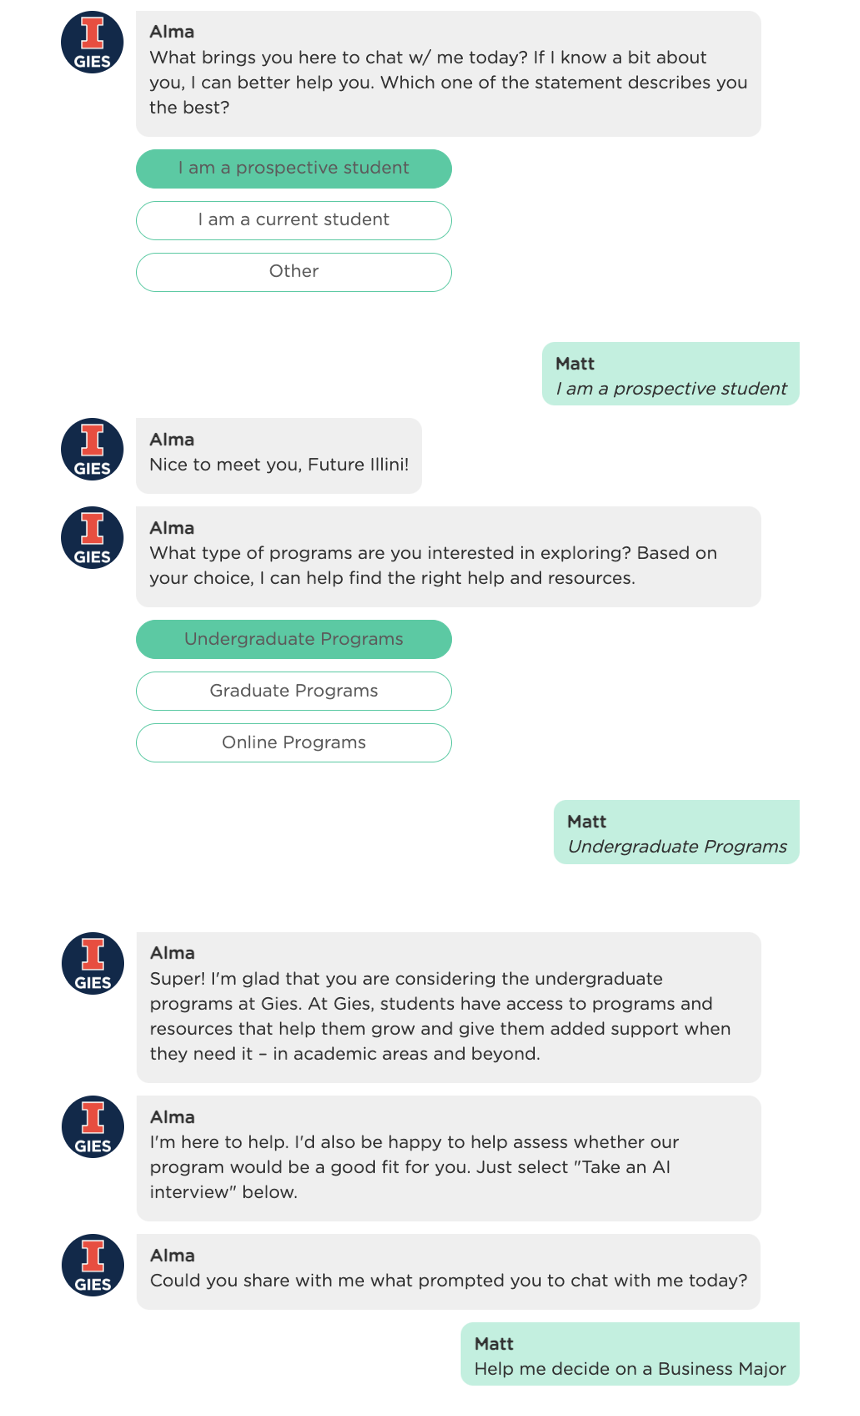 I
GIES
Alma
What brings you here to chat w/ me today? If I know a bit about
you, I can better help you. Which one of the statement describes you
the best?
I am a prospective student
I am a current student
Other
Matt
I am a prospective student
I
GIES
Alma
Nice to meet you, Future Illini!
I
GIES
Alma
What type of programs are you interested in exploring? Based on
your choice, I can help find the right help and resources.
Undergraduate Programs
Graduate Programs
Online Programs
Matt
Undergraduate Programs
I
GIES
Alma
Super! I'm glad that you are considering the undergraduate
programs at Gies. At Gies, students have access to programs and
resources that help them grow and give them added support when
they need it – in academic areas and beyond.
I
GIES
Alma
I'm here to help. I'd also be happy to help assess whether our
program would be a good fit for you. Just select "Take an AI
interview" below.
I
GIES
Alma
Could you share with me what prompted you to chat with me today?
Matt
Help me decide on a Business Major